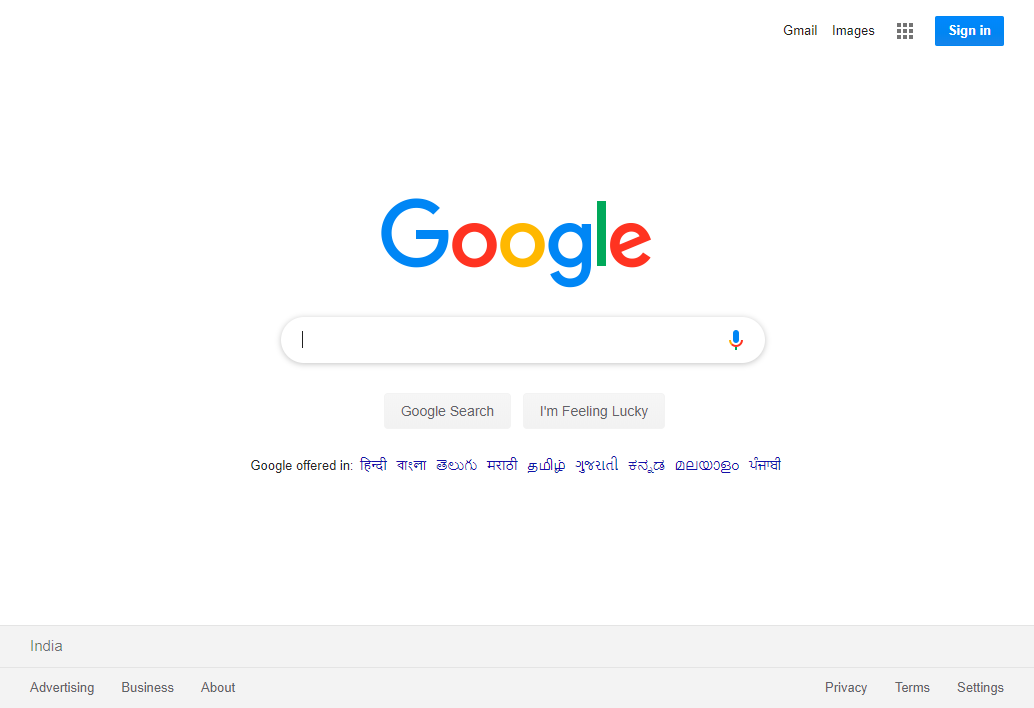 Gmail Images Sign in
Google
Google Search I'm Feeling Lucky
Google offered in: हिन्दी বাংলা తెలుగు मराठी தமிழ் ગુજરાતી ಕನ್ನಡ മലയാളം ਪੰਜਾਬੀ
India
Advertising Business About Privacy Terms Settings